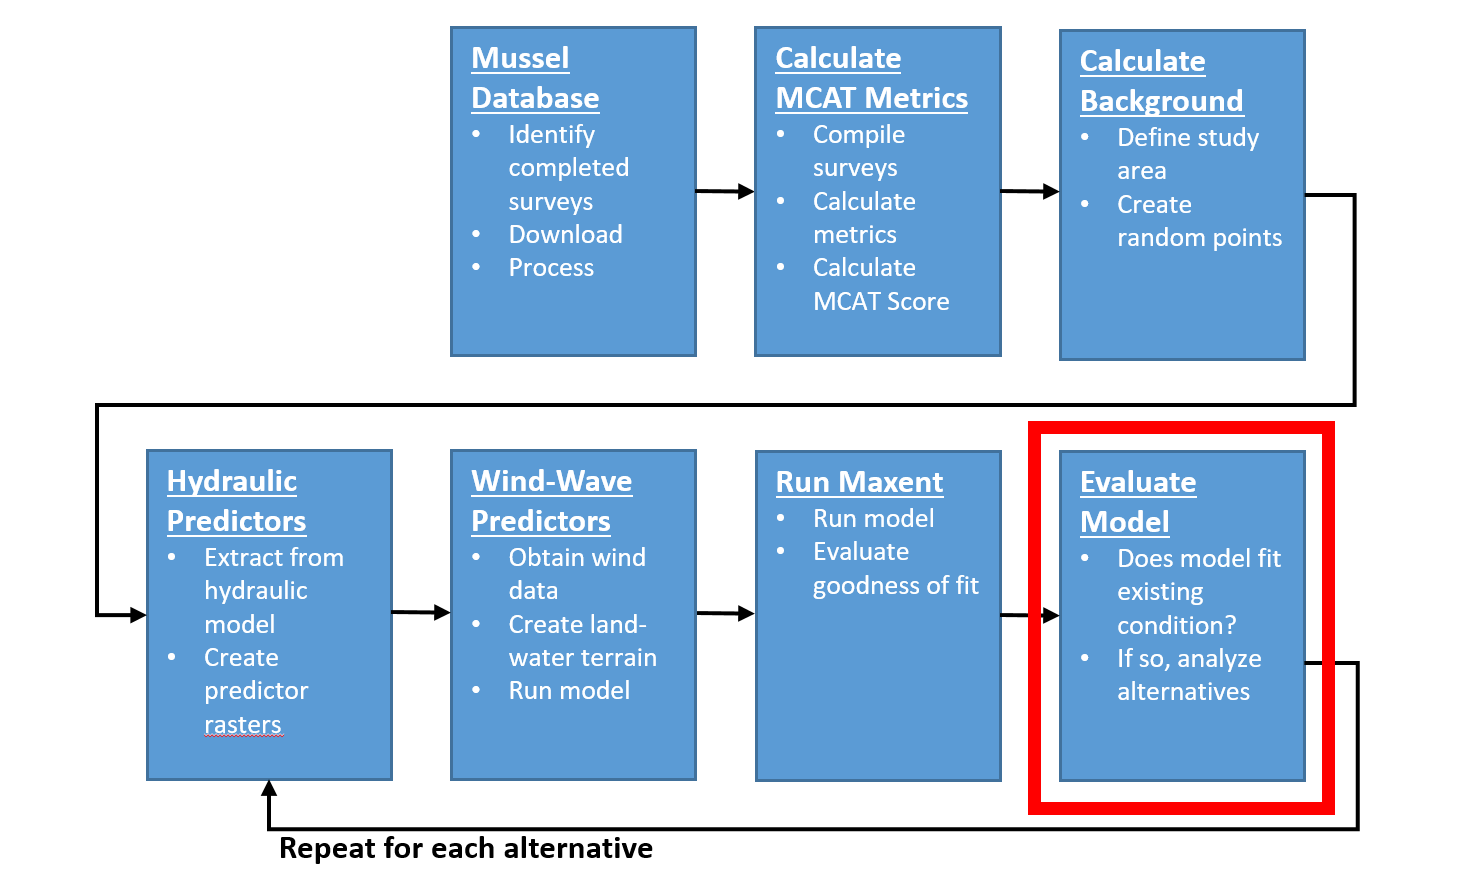 Mussel
Database
• Identify
completed
surveys
• Download
• Process
Calculate
MCAT Metrics
• Compile
surveys
• Calculate
metrics
• Calculate
MCAT Score
Calculate
Background
• Define study
area
• Create
random points
Hydraulic
Predictors
• Extract from
hydraulic
model
• Create
predictor
rasters
Wind-Wave
Predictors
• Obtain wind
data
• Create land-
water terrain
• Run model
Run Maxent
• Run model
• Evaluate
goodness of fit
Evaluate
Model
• Does model fit
existing
condition?
• If so, analyze
alternatives
Repeat for each alternative